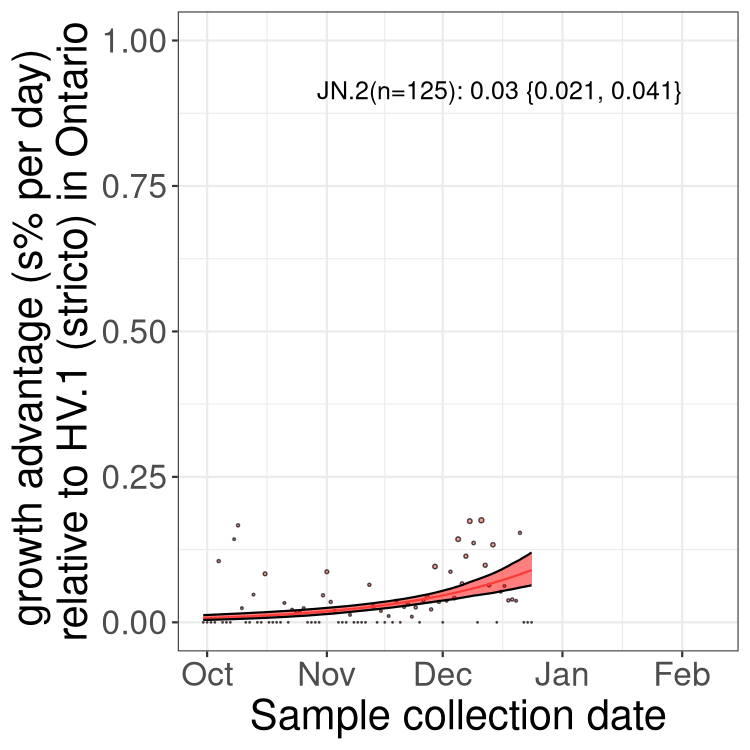 growth advantage (s% per day)
relative to HV.1 (stricto) in Ontario
1.00
0.75
0.50
0.25
0.00
JN.2(n=125): 0.03 {0.021, 0.041}
Oct Nov Dec Jan Feb
Sample collection date